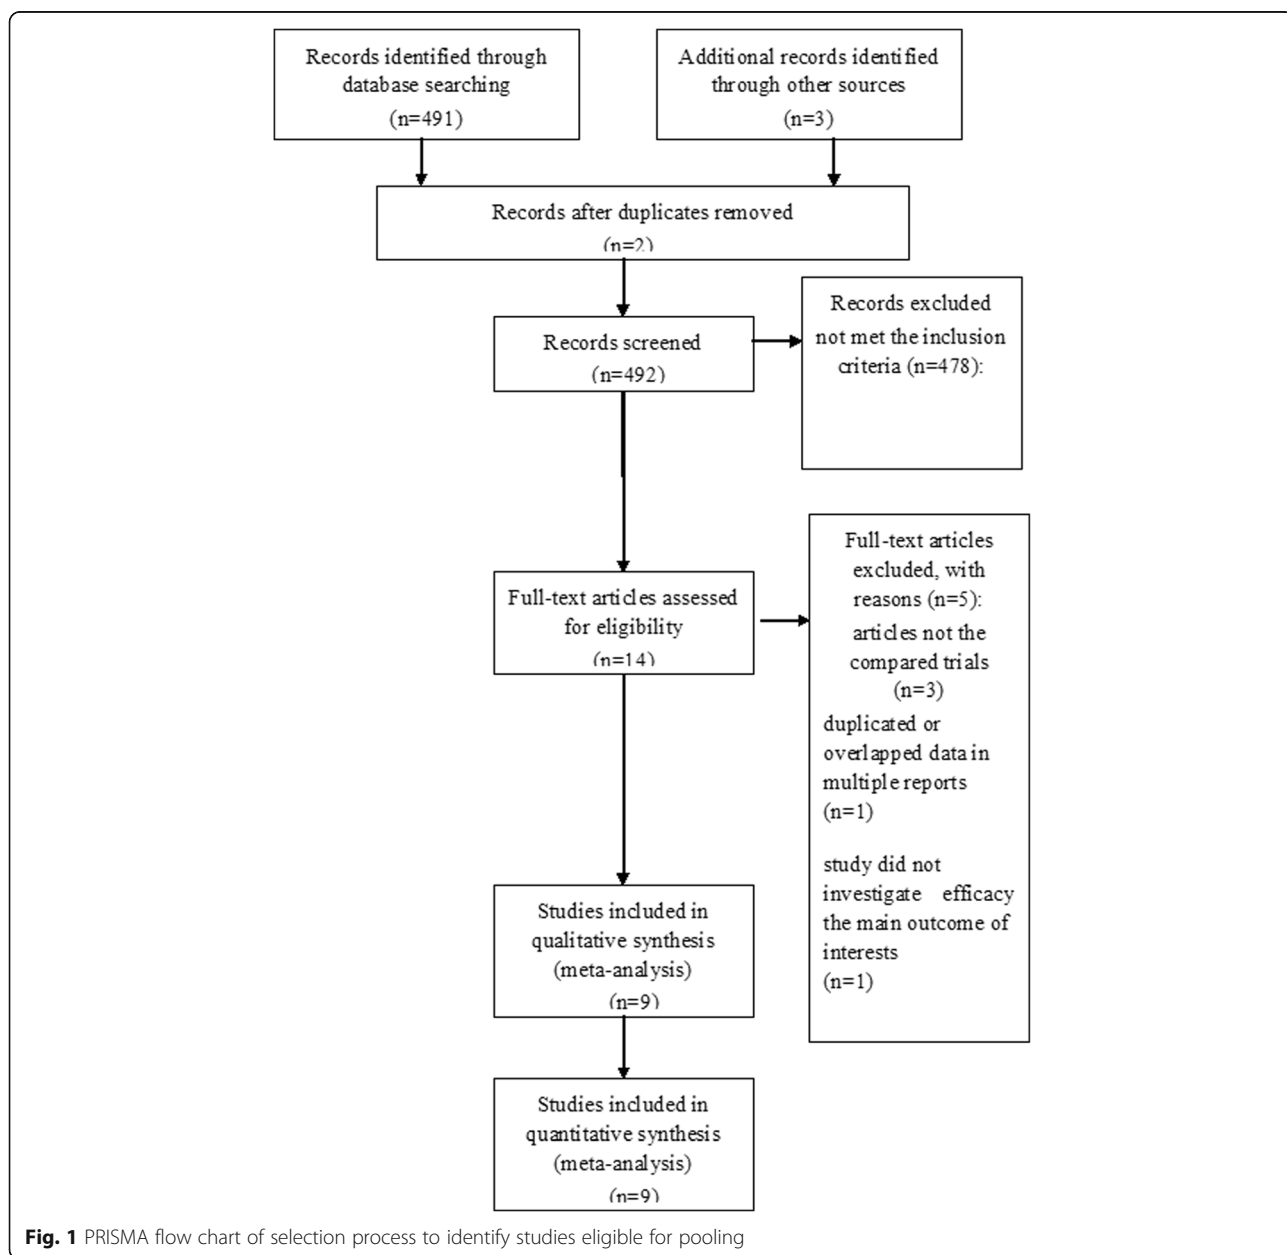 Records identified through
database searching
(n=491)
Additional records identified
through other sources
(n=3)
Records after duplicates removed
(n=2)
Records screened
(n=492)
Records excluded
not met the inclusion
criteria (n=478):
Full-text articles assessed
for eligibility
(n=14)
Full-text articles
excluded, with
reasons (n=5):
articles not the
compared trials
(n=3)
duplicated or
overlapped data in
multiple reports
(n=1)
study did not
investigate efficacy
the main outcome of
interests
(n=1)
Studies included in
qualitative synthesis
(meta-analysis)
(n=9)
Studies included in
quantitative synthesis
(meta-analysis)
(n=9)
Fig. 1 PRISMA flow chart of selection process to identify studies eligible for pooling